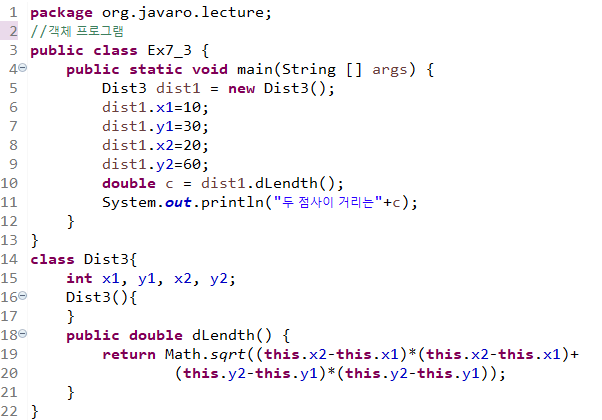 1 package org.javaro.lecture;
2 //객체 프로그램
3 public class Ex7_3 {
4 public static void main(String [] args) {
5 Dist3 dist1 = new Dist3();
6 dist1.x1=10;
7 dist1.y1=30;
8 dist1.x2=20;
9 dist1.y2=60;
10 double c = dist1.dLendth();
11 System.out.println("두 점사이 거리는"+c);
12 }
13 }
14 class Dist3{
15 int x1, y1, x2, y2;
16 Dist3(){
17 }
18 public double dLendth() {
19 return Math.sqrt((this.x2-this.x1)*(this.x2-this.x1)+
20 (this.y2-this.y1)*(this.y2-this.y1));
21 }
22 }